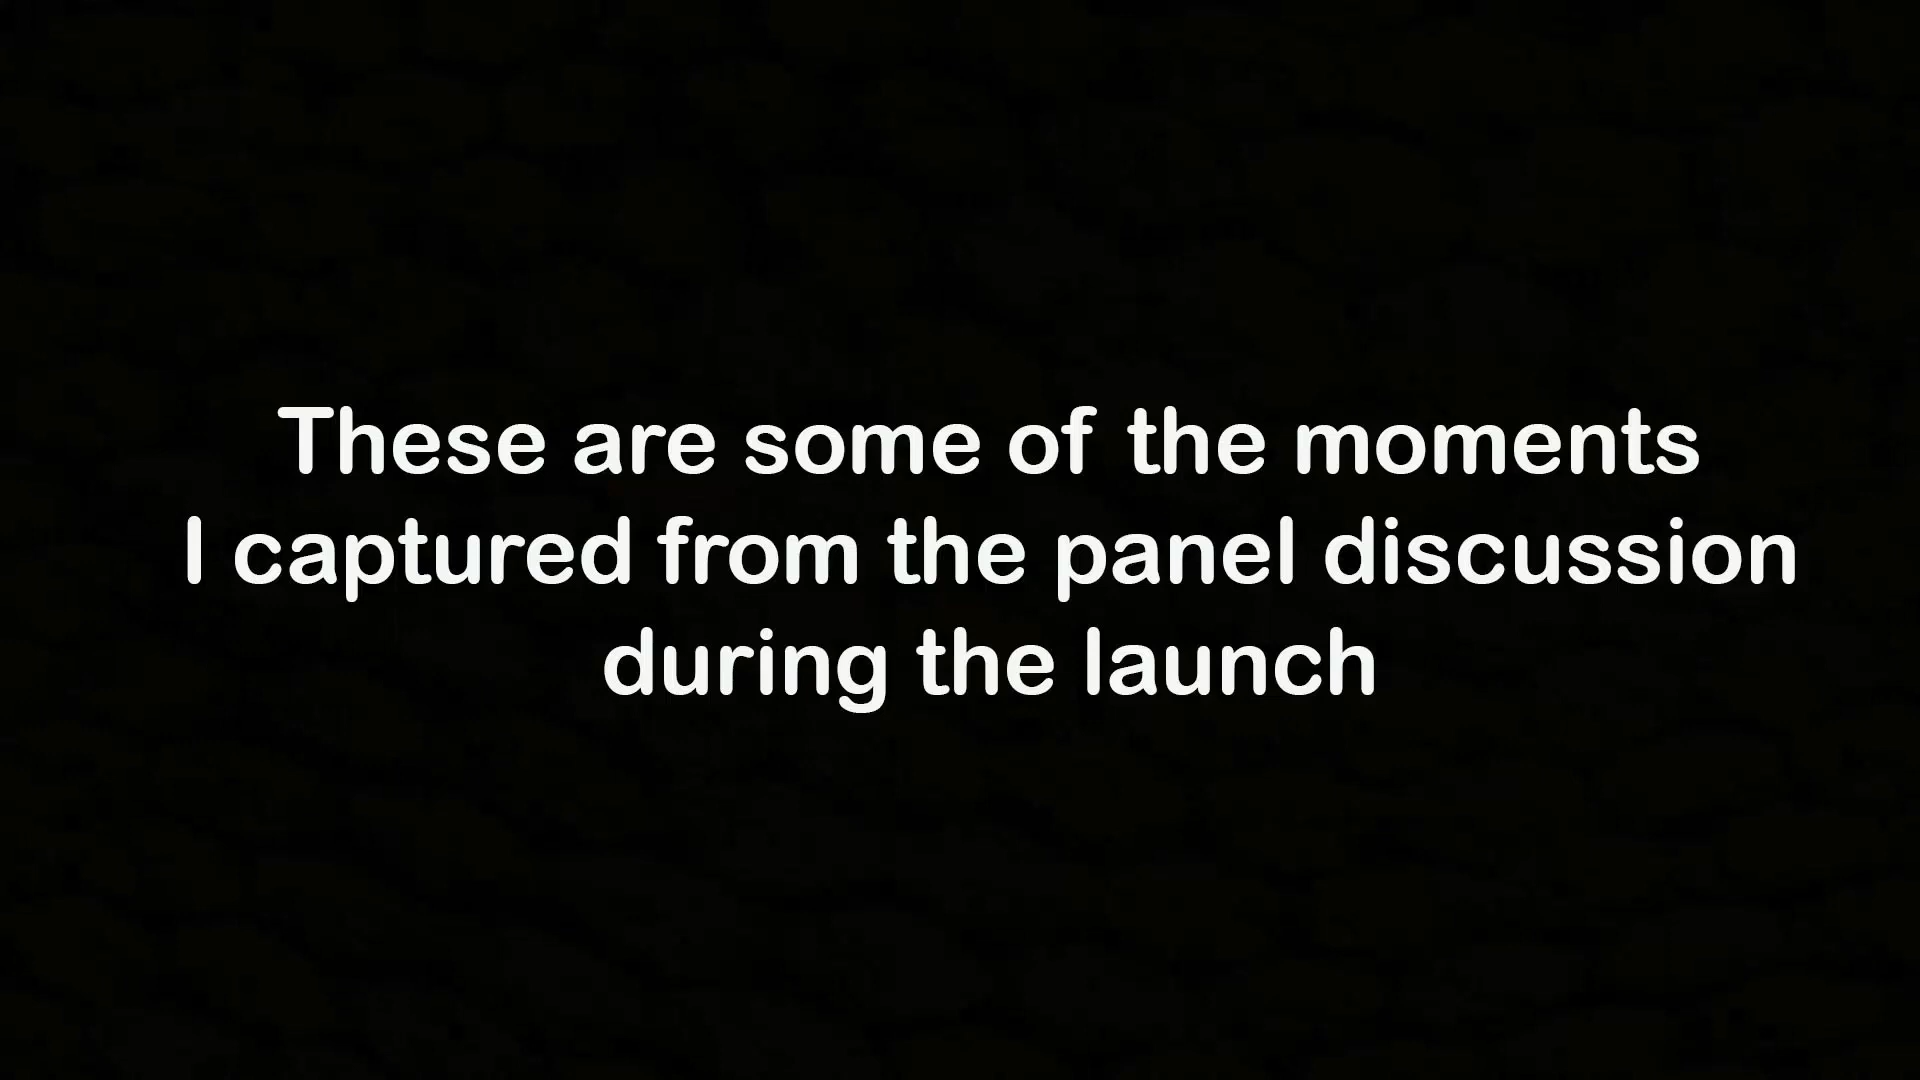 These are some of the moments
I captured from the panel discussion
during the launch